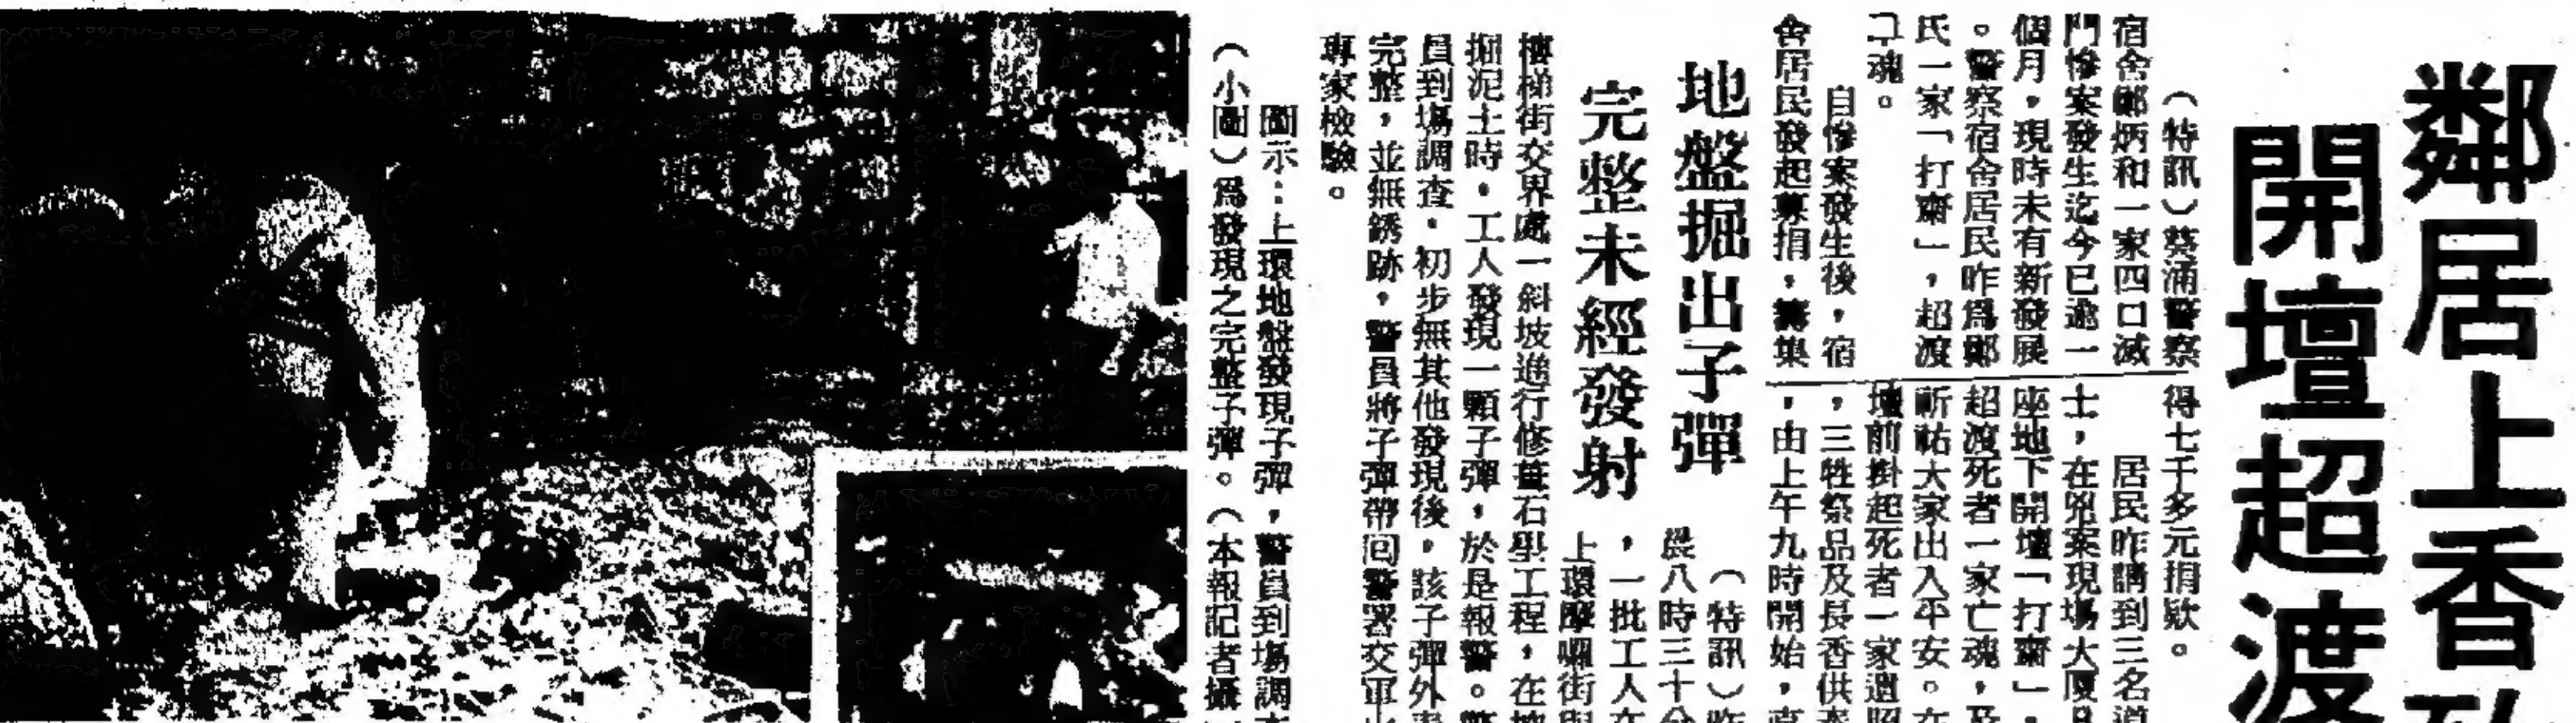 鄰居上香
開壇超渡
（特訊）葵涌警察
宿舍鄺炳和一家四口滅
門慘案發生迄今已逾一
個月，現時未有新發展
。警察宿舍居民昨爲鄺
氏一家「打齋」，超渡
亡魂。
自慘案發生後，宿
舍居民發起募捐，籌集
得七千多元捐欵。
居民昨請到三名道
士，在兇案現場大厦
座地下開壇「打齋」，
超渡死者一家亡魂，及
祈祐大家出入平安。在
壇前掛起死者一家遺照
，三牲祭品及長香供奉
，由上午九時開始，直
地盤掘出子彈
完整未經發射
（特訊）昨
晨八時三十分
，一批工人在
上環摩囉街與
樓梯街交界處一斜坡進行修葺石壆工程，在
掘泥土時，工人發現一顆子彈，於是報警。警
員到塲調查，初步無其他發現後，該子彈外
完整，並無銹跡，警員將子彈帶回警署交軍火
專家檢驗。
圖示：上環地盤發現子彈，警員到塲調查
（小圖）爲發現之完整子彈。（本報記者攝